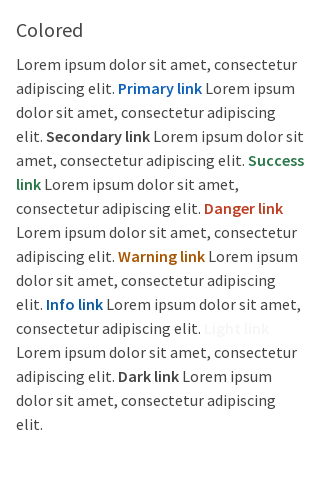 Colored
Lorem ipsum dolor sit amet, consectetur
adipiscing elit. Primary link Lorem ipsum
dolor sit amet, consectetur adipiscing
elit. Secondary link Lorem ipsum dolor sit
amet, consectetur adipiscing elit. Success
link Lorem ipsum dolor sit amet,
consectetur adipiscing elit. Danger link
Lorem ipsum dolor sit amet, consectetur
adipiscing elit. Warning link Lorem ipsum
dolor sit amet, consectetur adipiscing
elit. Info link Lorem ipsum dolor sit amet,
consectetur adipiscing elit. Light link
Lorem ipsum dolor sit amet, consectetur
adipiscing elit. Dark link Lorem ipsum
dolor sit amet, consectetur adipiscing
elit.